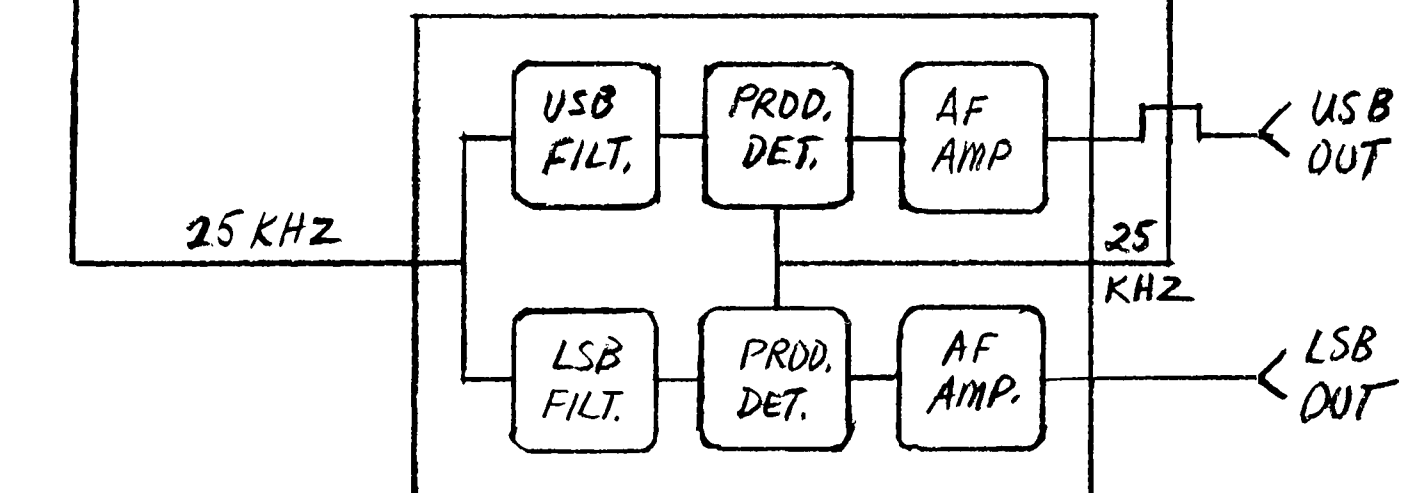 USB
FILT.
PROD.
DET.
AF
AMP
USB
OUT
25 KHZ
25
KHZ
LSB
FILT.
PROD.
DET.
AF
AMP.
LSB
OUT